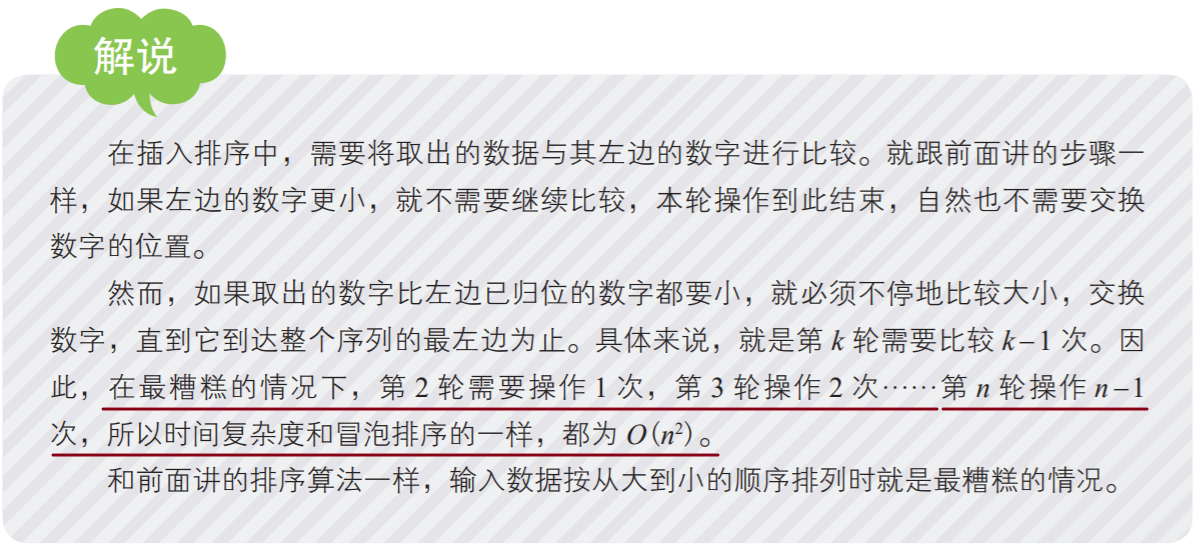 解说
在插入排序中，需要将取出的数据与其左边的数字进行比较。就跟前面讲的步骤一
样，如果左边的数字更小，就不需要继续比较，本轮操作到此结束，自然也不需要交换
数字的位置。
然而，如果取出的数字比左边已归位的数字都要小，就必须不停地比较大小，交换
数字，直到它到达整个序列的最左边为止。具体来说，就是第 k 轮需要比较 k－1 次。因
此，在最糟糕的情况下，第 2 轮需要操作 1 次，第 3 轮操作 2 次……第 n 轮操作 n－1
次，所以时间复杂度和冒泡排序的一样，都为 O(n²)。
和前面讲的排序算法一样，输入数据按从大到小的顺序排列时就是最糟糕的情况。